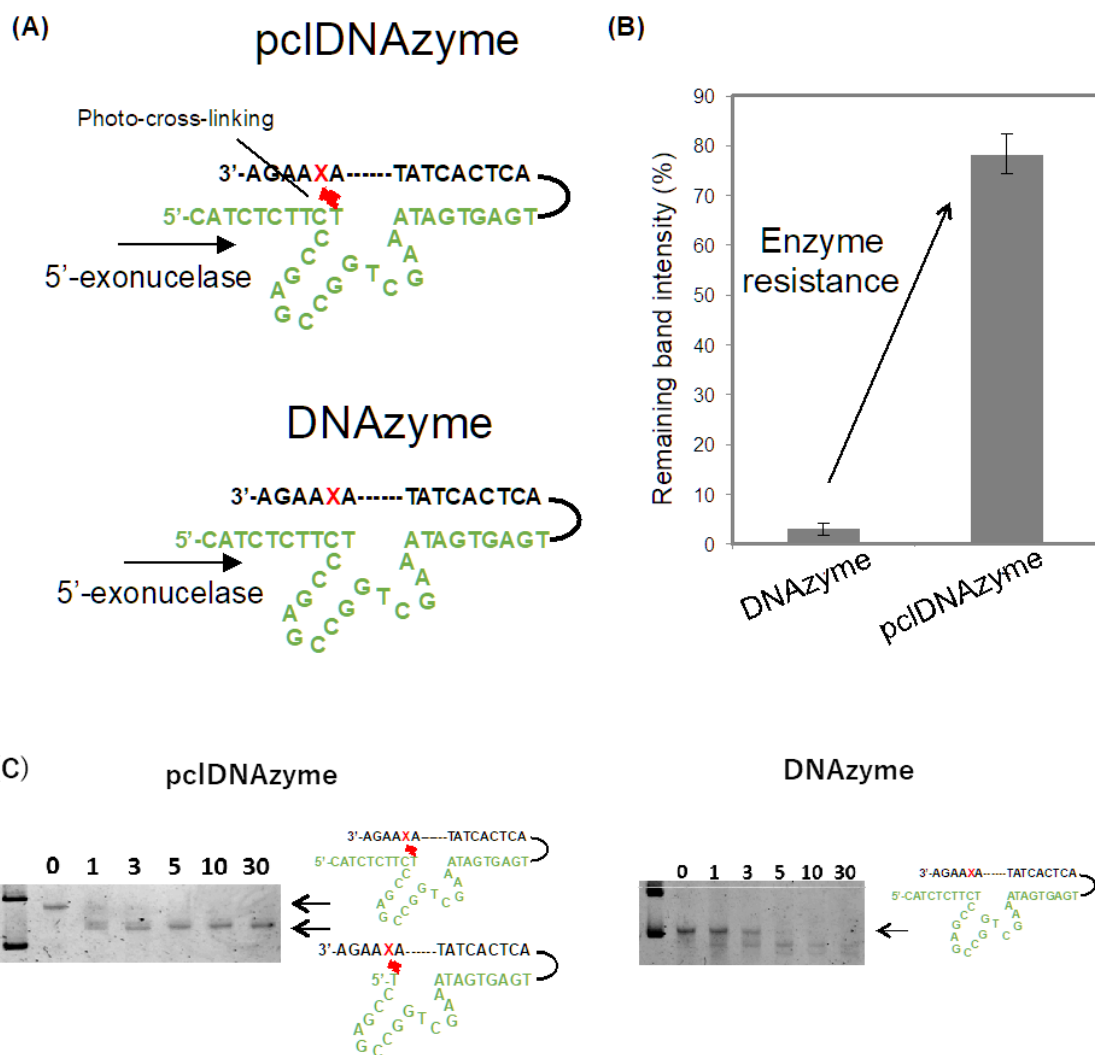 (A)
pclDNAzyme
Photo-cross-linking
3'-AGAAXA------TATCACTCA
5'-CATCTCTTCT ATAGTGAGT
C
C
G
A
G
C
C
G
G
T
C
G
A
A
5'-exonucelase
DNAzyme
3'-AGAAXA------TATCACTCA
5'-CATCTCTTCT ATAGTGAGT
C
C
G
A
G
C
C
G
G
T
C
G
A
A
5'-exonucelase
(B)
Remaining band intensity (%)
90
80
70
60
50
40
30
20
10
0
Enzyme
resistance
DNAzyme
pclDNAzyme
C)
pclDNAzyme
0 1 3 5 10 30
3'-AGAAXA------TATCACTCA
5'-CATCTCTTCT ATAGTGAGT
C
C
G
A
G
C
C
G
G
T
C
G
A
A
3'-AGAAXA------TATCACTCA
5'-T ATAGTGAGT
C
C
G
A
G
C
C
G
G
T
C
G
A
A
DNAzyme
0 1 3 5 10 30
3'-AGAAXA------TATCACTCA
5'-CATCTCTTCT ATAGTGAGT
C
C
G
A
G
C
C
G
G
T
C
G
A
A